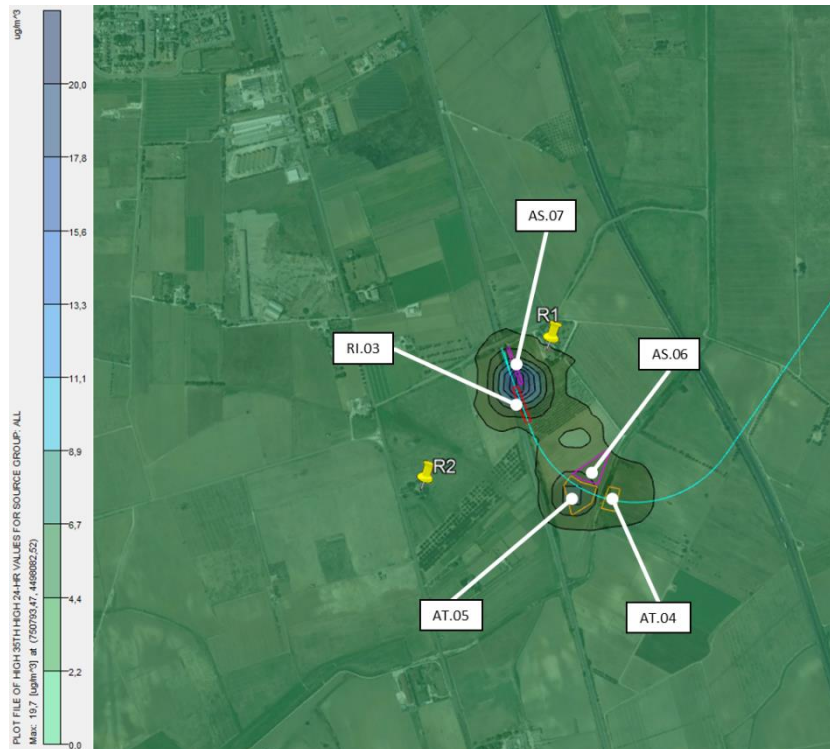 ug/m^3
20,0
17,8
15,6
13,3
11,1
8,9
6,7
4,4
2,2
0,0
PLOT FILE OF HIGH 35TH HIGH 24-HR VALUES FOR SOURCE GROUP: ALL
Max: 19,7 [ug/m^3] at (750793,47, 4498082,52)
AS.07
R1
RI.03
AS.06
R2
AT.05
AT.04